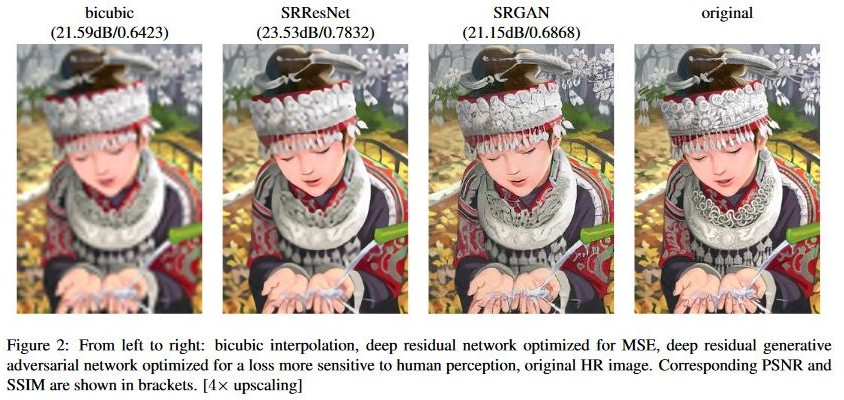 bicubic
(21.59dB/0.6423)
SRResNet
(23.53dB/0.7832)
SRGAN
(21.15dB/0.6868)
original
Figure 2: From left to right: bicubic interpolation, deep residual network optimized for MSE, deep residual generative
adversarial network optimized for a loss more sensitive to human perception, original HR image. Corresponding PSNR and
SSIM are shown in brackets. [4× upscaling]